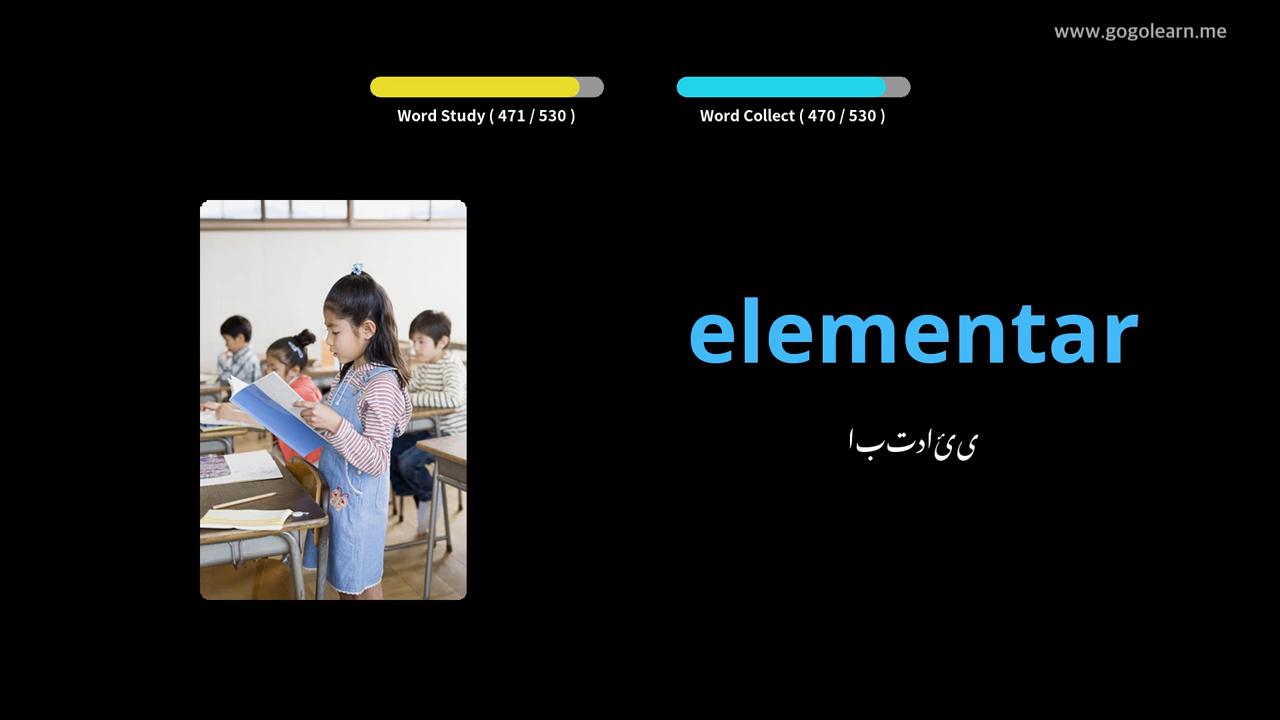 www.gogolearn.me
Word Study ( 471 / 530 )
Word Collect ( 470 / 530 )
elementar
ابتدائی